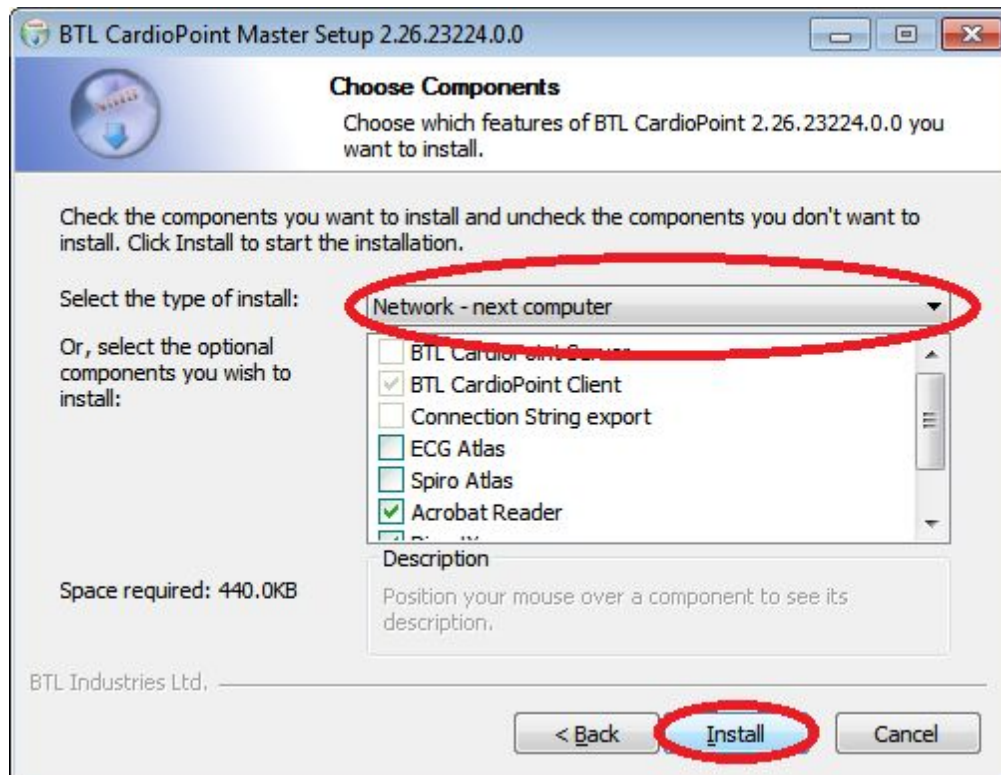 BTL CardioPoint Master Setup 2.26.23224.0.0
Choose Components
Choose which features of BTL CardioPoint 2.26.23224.0.0 you
want to install.
Check the components you want to install and uncheck the components you don't want to
install. Click Install to start the installation.
Select the type of install:
Network - next computer
Or, select the optional
components you wish to
install:
BTL CardioPoint Server
BTL CardioPoint Client
Connection String export
ECG Atlas
Spiro Atlas
Acrobat Reader
Description
Space required: 440.0KB
Position your mouse over a component to see its
description.
BTL Industries Ltd.
< Back
Install
Cancel